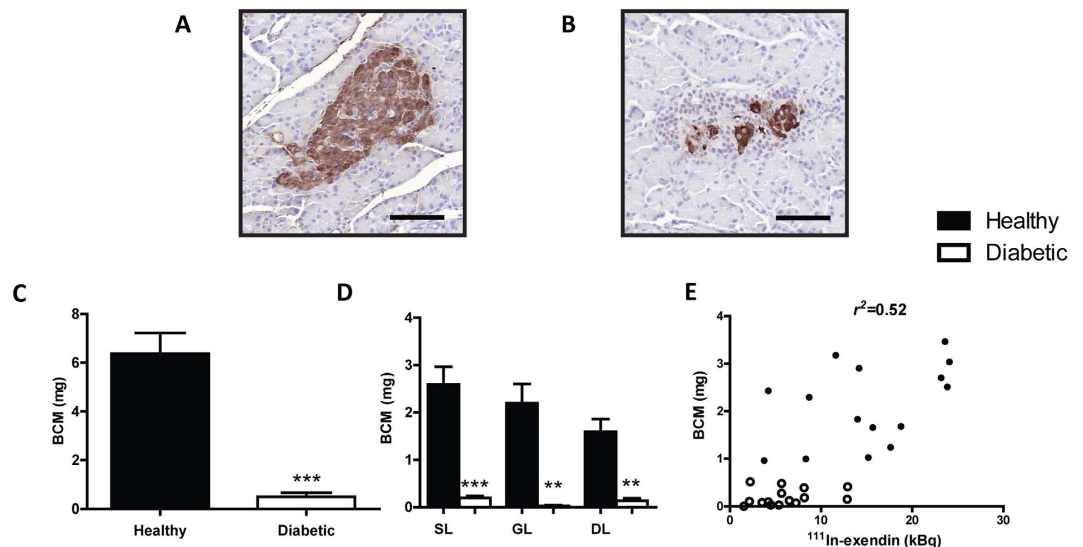 A
B
Healthy
Diabetic
C
BCM (mg)
8
6
4
2
0
***
Healthy
Diabetic
D
BCM (mg)
4
3
2
1
0
***
**
**
SL
GL
DL
E
r²=0.52
BCM (mg)
4
3
2
1
0
0
10
20
30
¹¹¹In-exendin (kBq)